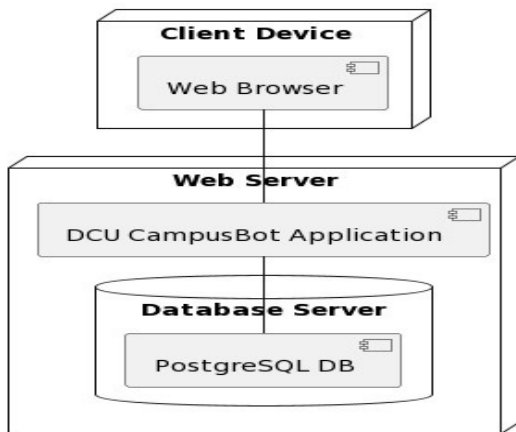 Client Device
Web Browser
Web Server
DCU CampusBot Application
Database Server
PostgreSQL DB